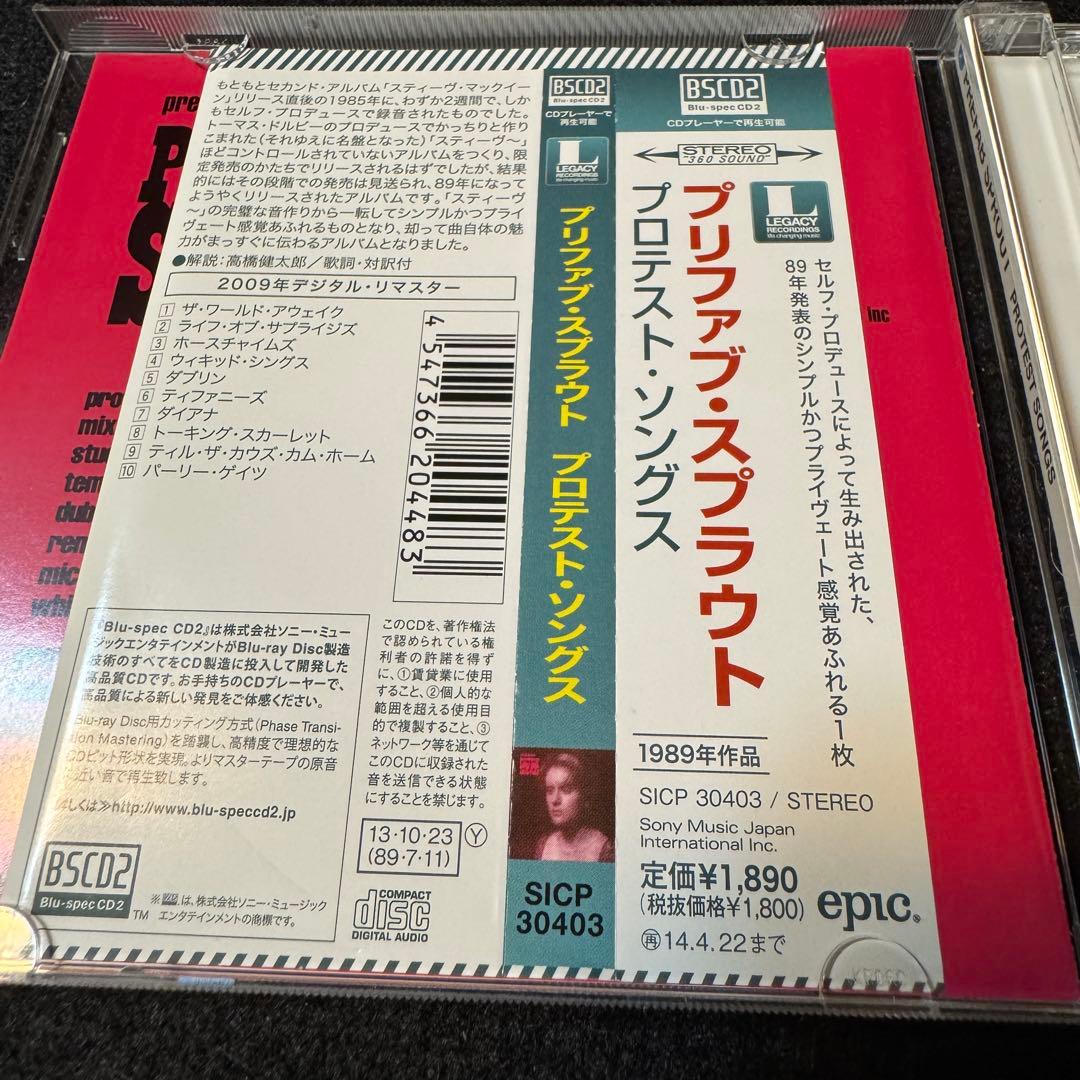 もともとセカンド・アルバム「スティーヴ・マックイー
ン」リリース直後の1985年に、わずか2週間で、しか
もセルフ・プロデュースで録音されたものでした。
トーマス・ドルビーのプロデュースでかっちりと作り
こまれた(それゆえに名盤となった)「スティーヴ〜」
ほどコントロールされていないアルバムをつくり、限
定発売のかたちでリリースされるはずでしたが、結果
的にはその段階での発売は見送られ、89年になって
ようやくリリースされたアルバムです。「スティーヴ
〜」の完璧な音作りから一転してシンプルかつプライ
ヴェート感覚あふれるものとなり、却って曲自体の魅
力がまっすぐに伝わるアルバムとなりました。
●解説:高橋健太郎/歌詞・対訳付
2009年デジタル・リマスター
1 ザ・ワールド・アウェイク
2 ライフ・オブ・サプライジズ
3 ホースチャイムズ
4 ウィキッド・シングス
5 ダブリン
6 ティファニーズ
7 ダイアナ
8 トーキング・スカーレット
9 ティル・ザ・カウズ・カム・ホーム
10 パーリー・ゲイツ
4 547366 204483
『Blu-spec CD2』は株式会社ソニー・ミュー
ジックエンタテインメントがBlu-ray Disc製造
技術のすべてをCD製造に投入して開発した
高品質CDです。お手持ちのCDプレーヤーで、
高品質による新しい発見をご体感ください。
Blu-ray Disc用カッティング方式(Phase Transi-
tion Mastering)を踏襲し、高精度で理想的な
CDピット形状を実現。よりマスターテープの原音
に近い音で再生致します。
詳しくは≫http://www.blu-speccd2.jp
BSCD2
Blu-spec CD2
TM
は、株式会社ソニー・ミュージック
エンタテインメントの商標です。
このCDを、著作権法
で認められている権
利者の許諾を得ず
に、①賃貸業に使用
すること、②個人的な
範囲を超える使用目
的で複製すること、③
ネットワーク等を通じて
このCDに収録された
音を送信できる状態
にすることを禁じます。
13・10・23
(89・7・11)
Y
COMPACT
disc
DIGITAL AUDIO
BSCD2
Blu-spec CD2
CDプレーヤーで
再生可能
L
LEGACY
RECORDINGS
プリファブ・スプラウト プロテスト・ソングス
SICP
30403
BSCD2
Blu-spec CD2
CDプレーヤーで再生可能
STEREO
"360 SOUND"
L
LEGACY
RECORDINGS
life changing music
プリファブ・スプラウト
プロテスト・ソングス
セルフ・プロデュースによって生み出された、
89年発表のシンプルかつプライヴェート感覚あふれる1枚
1989年作品
SICP 30403 / STEREO
Sony Music Japan
International Inc.
定価¥1,890
(税抜価格¥1,800)
epic®
再14.4.22まで
inc
PREFAB SPROUT PROTEST SONGS